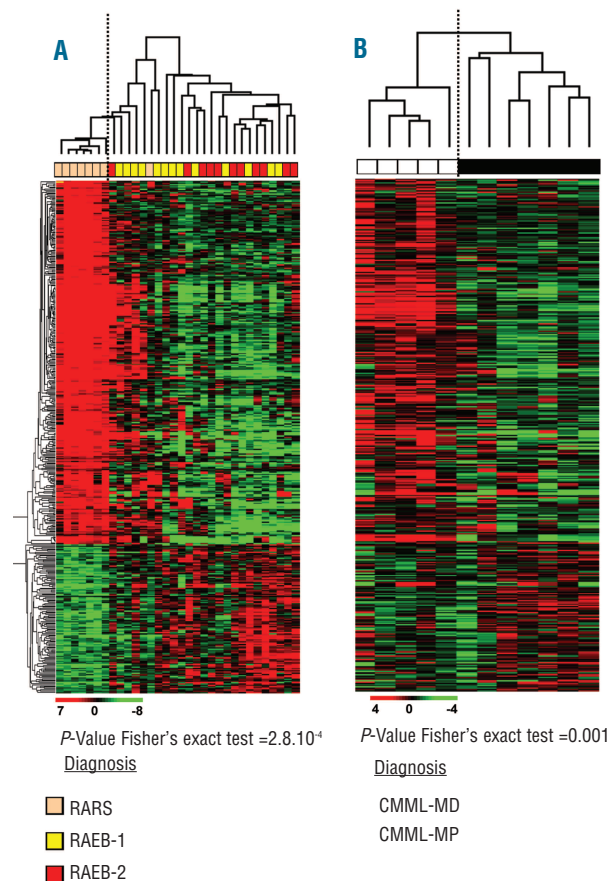 A
B
7 0 -8
4 0 -4
P-Value Fisher's exact test =2.8.10-4
P-Value Fisher's exact test =0.001
Diagnosis
RARS
RAEB-1
RAEB-2
Diagnosis
CMML-MD
CMML-MP